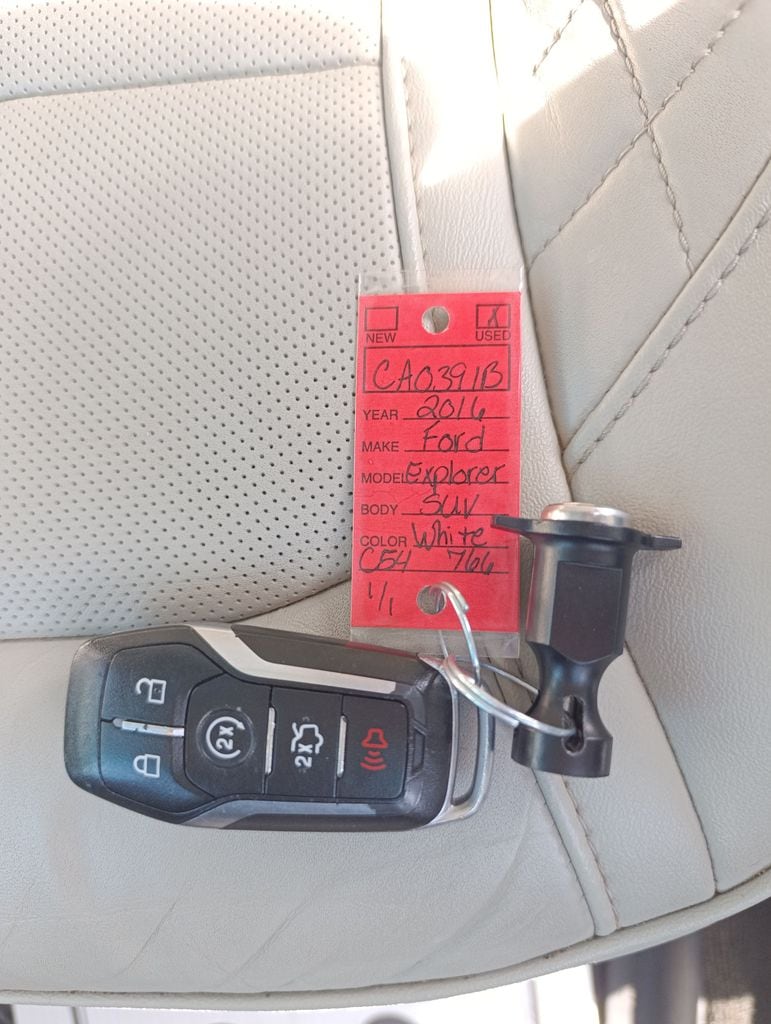 NEW USED
CA0391B
YEAR 2016
MAKE Ford
MODEL Explorer
BODY SUV
COLOR White
C54 766
1/1
2X
2X